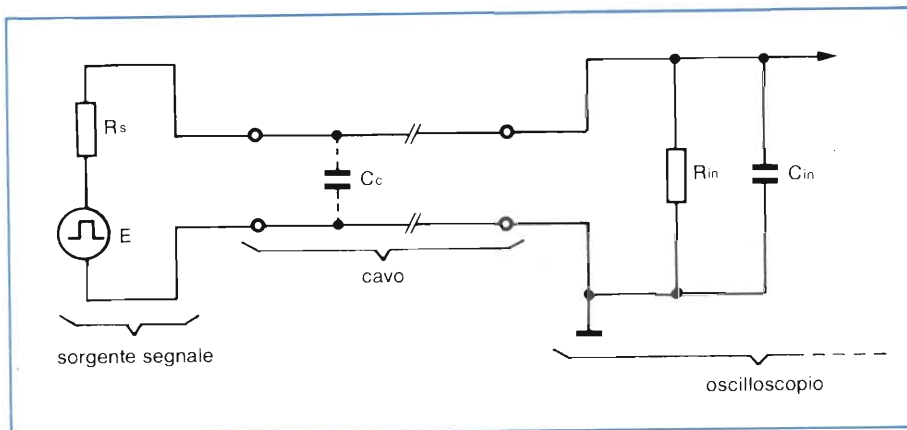 Rs
E
sorgente segnale
Cc
cavo
Rin
Cin
oscilloscopio